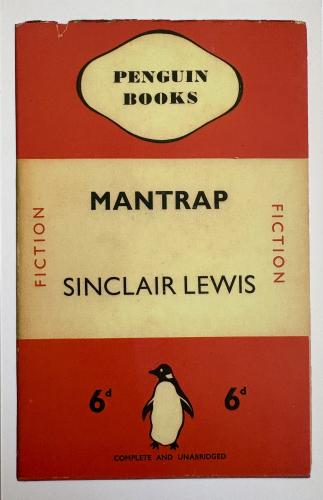 PENGUIN
BOOKS
MANTRAP
FICTION
FICTION
SINCLAIR LEWIS
6d
6d
COMPLETE AND UNABRIDGED